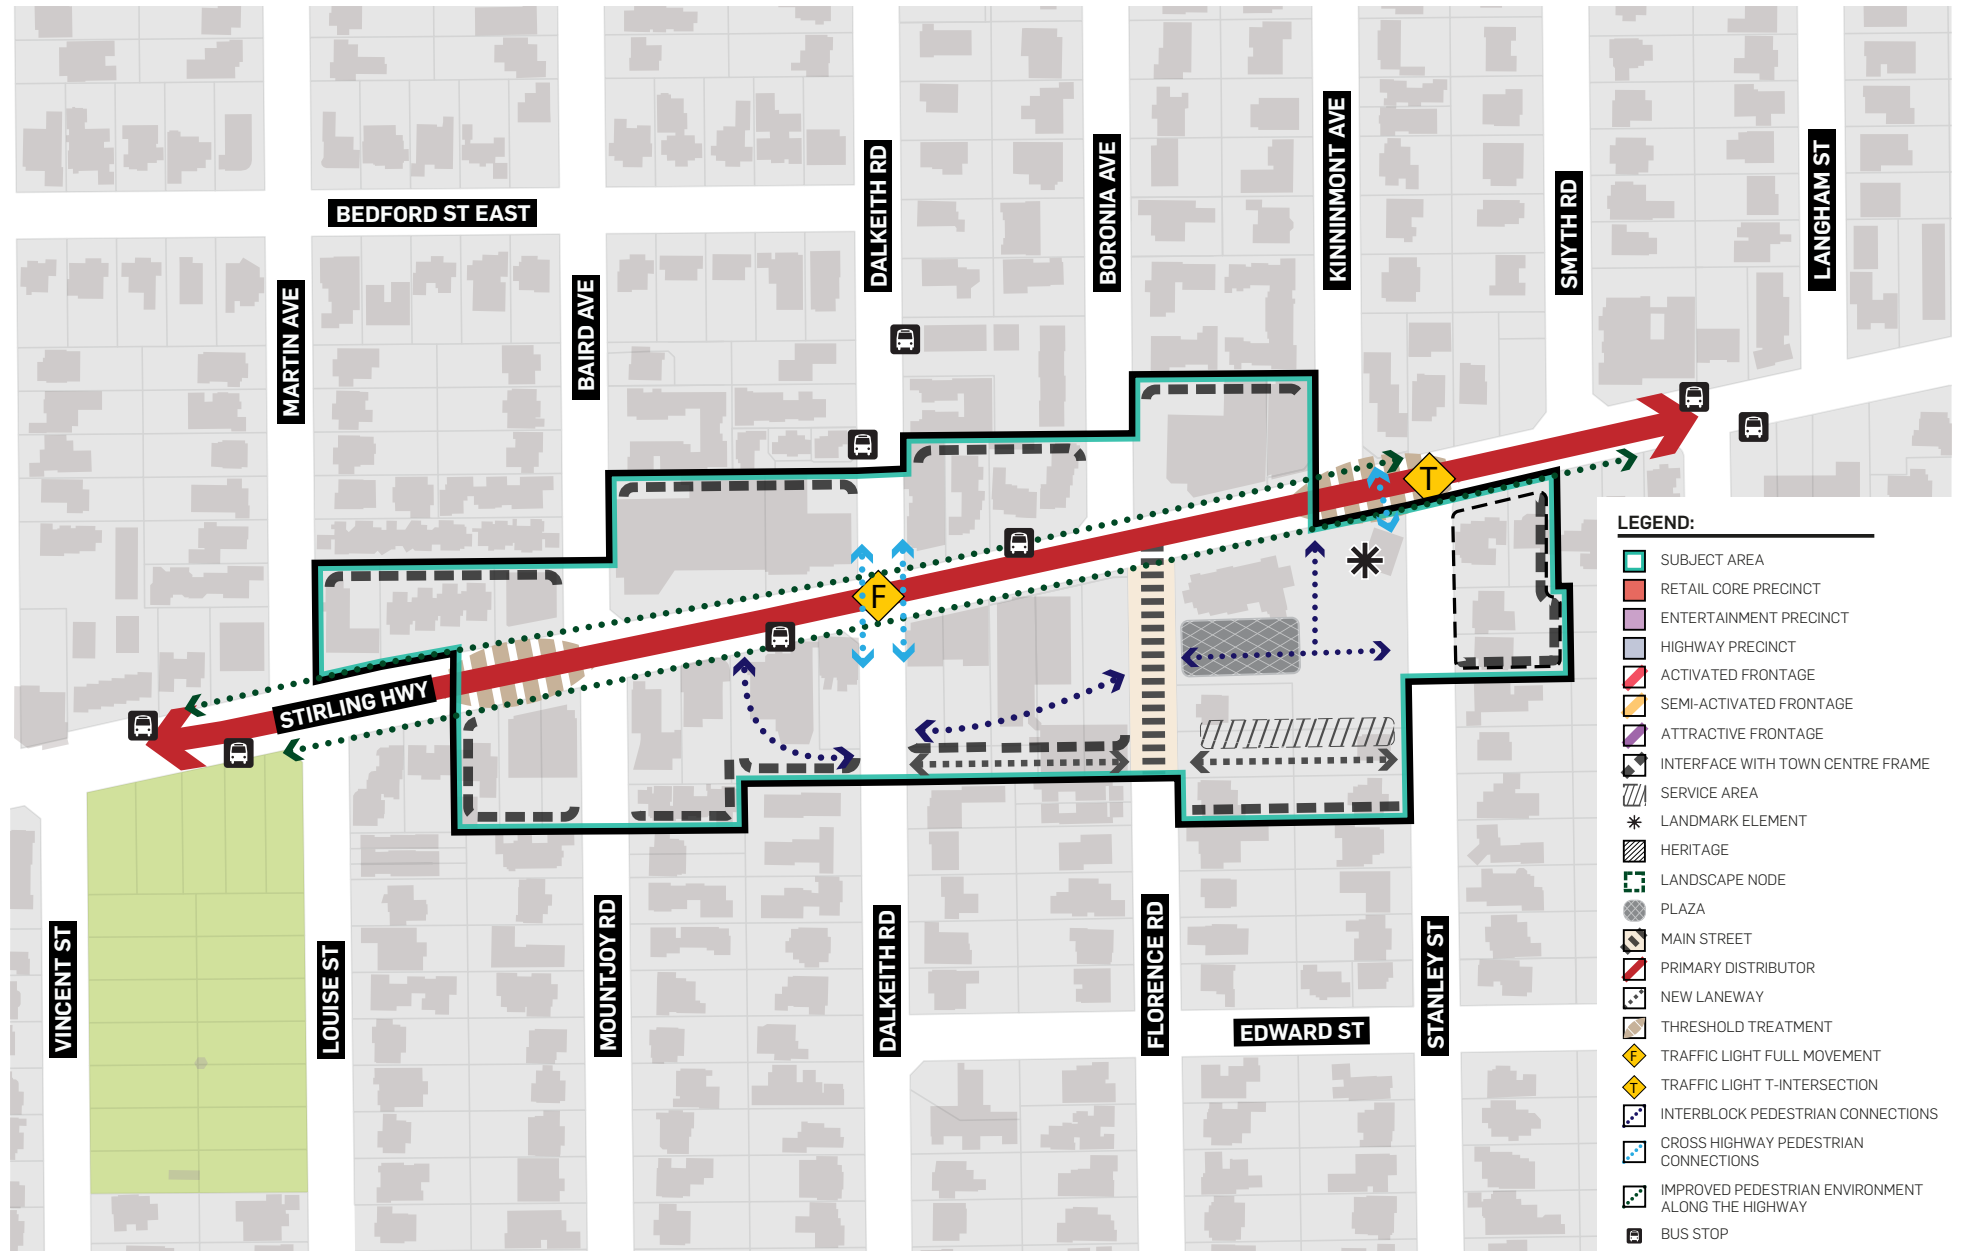 BEDFORD ST EAST
MARTIN AVE
BAIRD AVE
DALKEITH RD
BORONIA AVE
KINNINMONT AVE
SMYTH RD
LANGHAM ST
T
F
STIRLING HWY
VINCENT ST
LOUISE ST
MOUNTJOY RD
DALKEITH RD
FLORENCE RD
EDWARD ST
STANLEY ST
LEGEND:
SUBJECT AREA
RETAIL CORE PRECINCT
ENTERTAINMENT PRECINCT
HIGHWAY PRECINCT
ACTIVATED FRONTAGE
SEMI-ACTIVATED FRONTAGE
ATTRACTIVE FRONTAGE
INTERFACE WITH TOWN CENTRE FRAME
SERVICE AREA
LANDMARK ELEMENT
HERITAGE
LANDSCAPE NODE
PLAZA
MAIN STREET
PRIMARY DISTRIBUTOR
NEW LANEWAY
THRESHOLD TREATMENT
F TRAFFIC LIGHT FULL MOVEMENT
T TRAFFIC LIGHT T-INTERSECTION
INTERBLOCK PEDESTRIAN CONNECTIONS
CROSS HIGHWAY PEDESTRIAN
CONNECTIONS
IMPROVED PEDESTRIAN ENVIRONMENT
ALONG THE HIGHWAY
BUS STOP